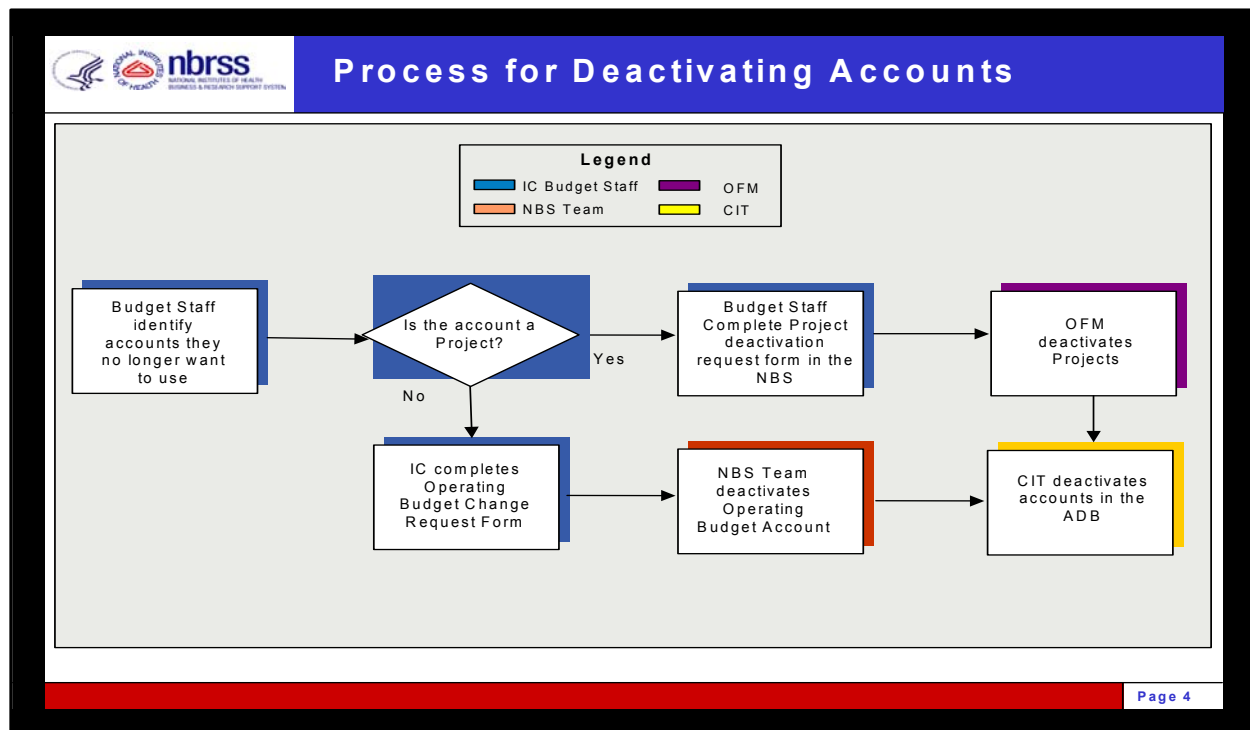 nbrss
NATIONAL INSTITUTES OF HEALTH
BUSINESS & RESEARCH SUPPORT SYSTEM
Process for Deactivating Accounts
Legend
IC Budget Staff
OFM
NBS Team
CIT
Budget Staff
identify
accounts they
no longer want
to use
Is the account a
Project?
Yes
No
Budget Staff
Complete Project
deactivation
request form in the
NBS
OFM
deactivates
Projects
IC completes
Operating
Budget Change
Request Form
NBS Team
deactivates
Operating
Budget Account
CIT deactivates
accounts in the
ADB
Page 4